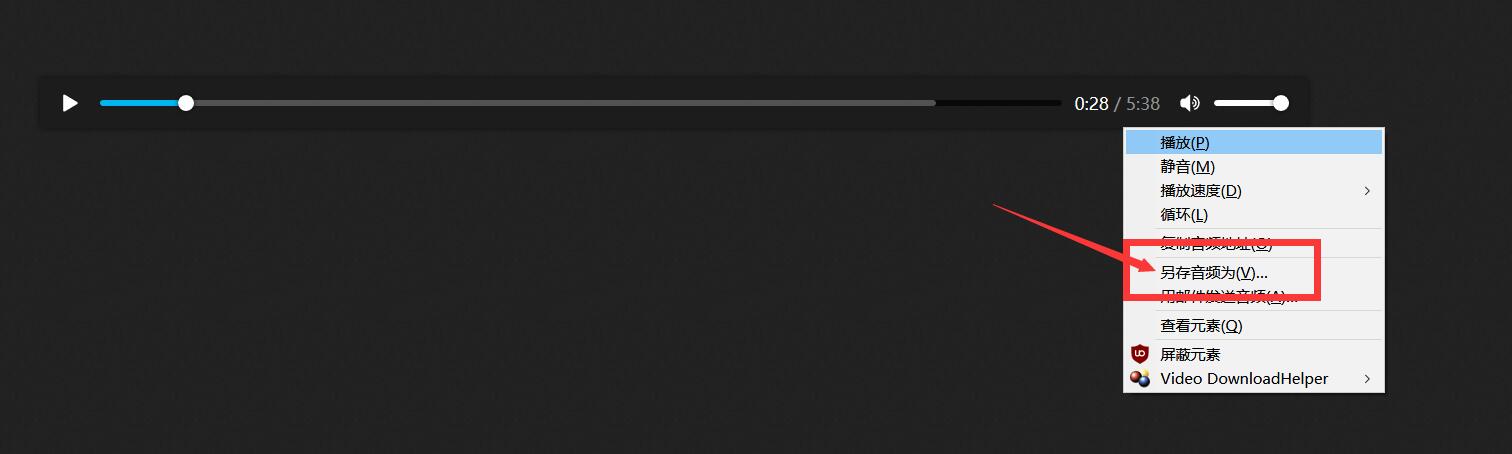 0:28 / 5:38
播放(P)
静音(M)
播放速度(D)
循环(L)
复制音频地址(O)
另存音频为(V)...
用邮件发送音频(A)...
查看元素(Q)
屏蔽元素
Video DownloadHelper